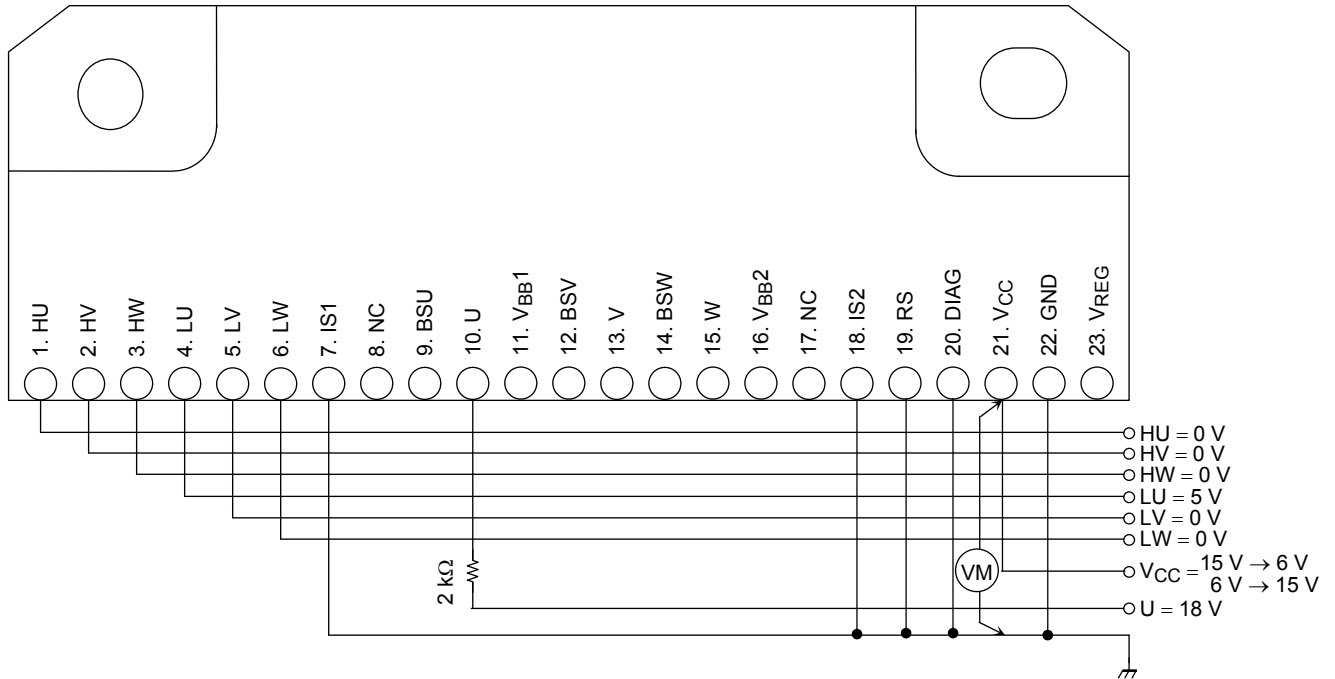 1. HU
2. HV
3. HW
4. LU
5. LV
6. LW
7. IS1
8. NC
9. BSU
10. U
11. VBB1
12. BSV
13. V
14. BSW
15. W
16. VBB2
17. NC
18. IS2
19. RS
20. DIAG
21. VCC
22. GND
23. VREG
HU = 0 V
HV = 0 V
HW = 0 V
LU = 5 V
LV = 0 V
LW = 0 V
2 kΩ
VM
VCC = 15 V → 6 V
6 V → 15 V
U = 18 V